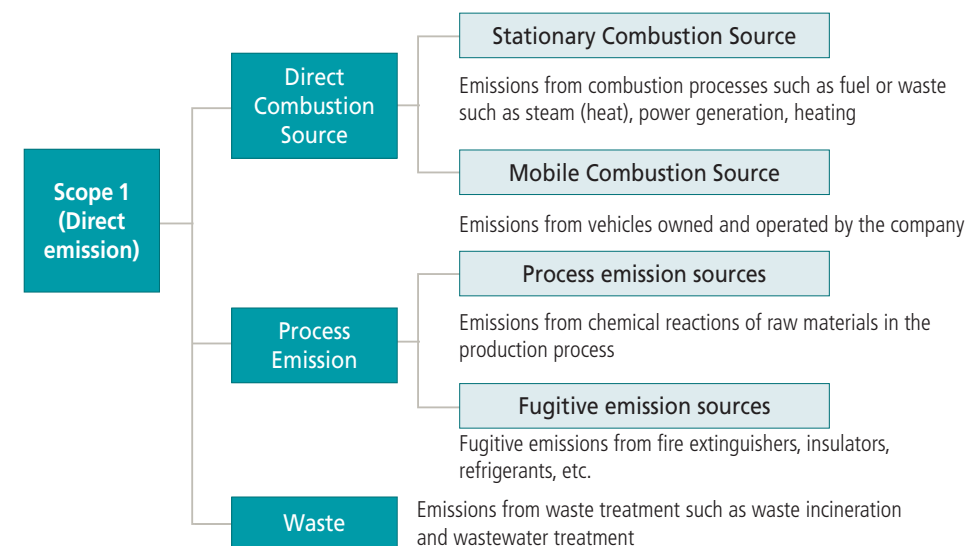 Scope 1
(Direct
emission)
Direct
Combustion
Source
Stationary Combustion Source
Emissions from combustion processes such as fuel or waste
such as steam (heat), power generation, heating
Mobile Combustion Source
Emissions from vehicles owned and operated by the company
Process
Emission
Process emission sources
Emissions from chemical reactions of raw materials in the
production process
Fugitive emission sources
Fugitive emissions from fire extinguishers, insulators,
refrigerants, etc.
Waste
Emissions from waste treatment such as waste incineration
and wastewater treatment